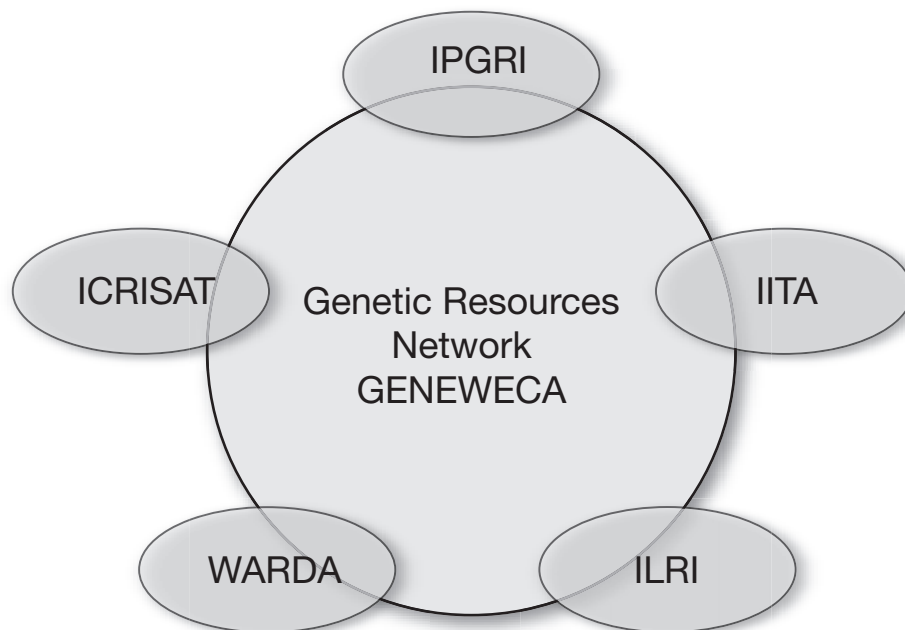 IPGRI
ICRISAT
IITA
Genetic Resources
Network
GENEWECA
WARDA
ILRI